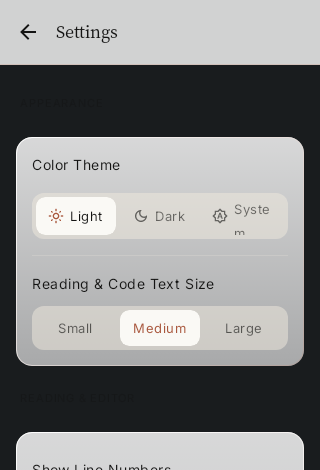 Settings
Color Theme
Light
Dark
Syste
m
Reading & Code Text Size
Small
Medium
Large
Show Line Numbers